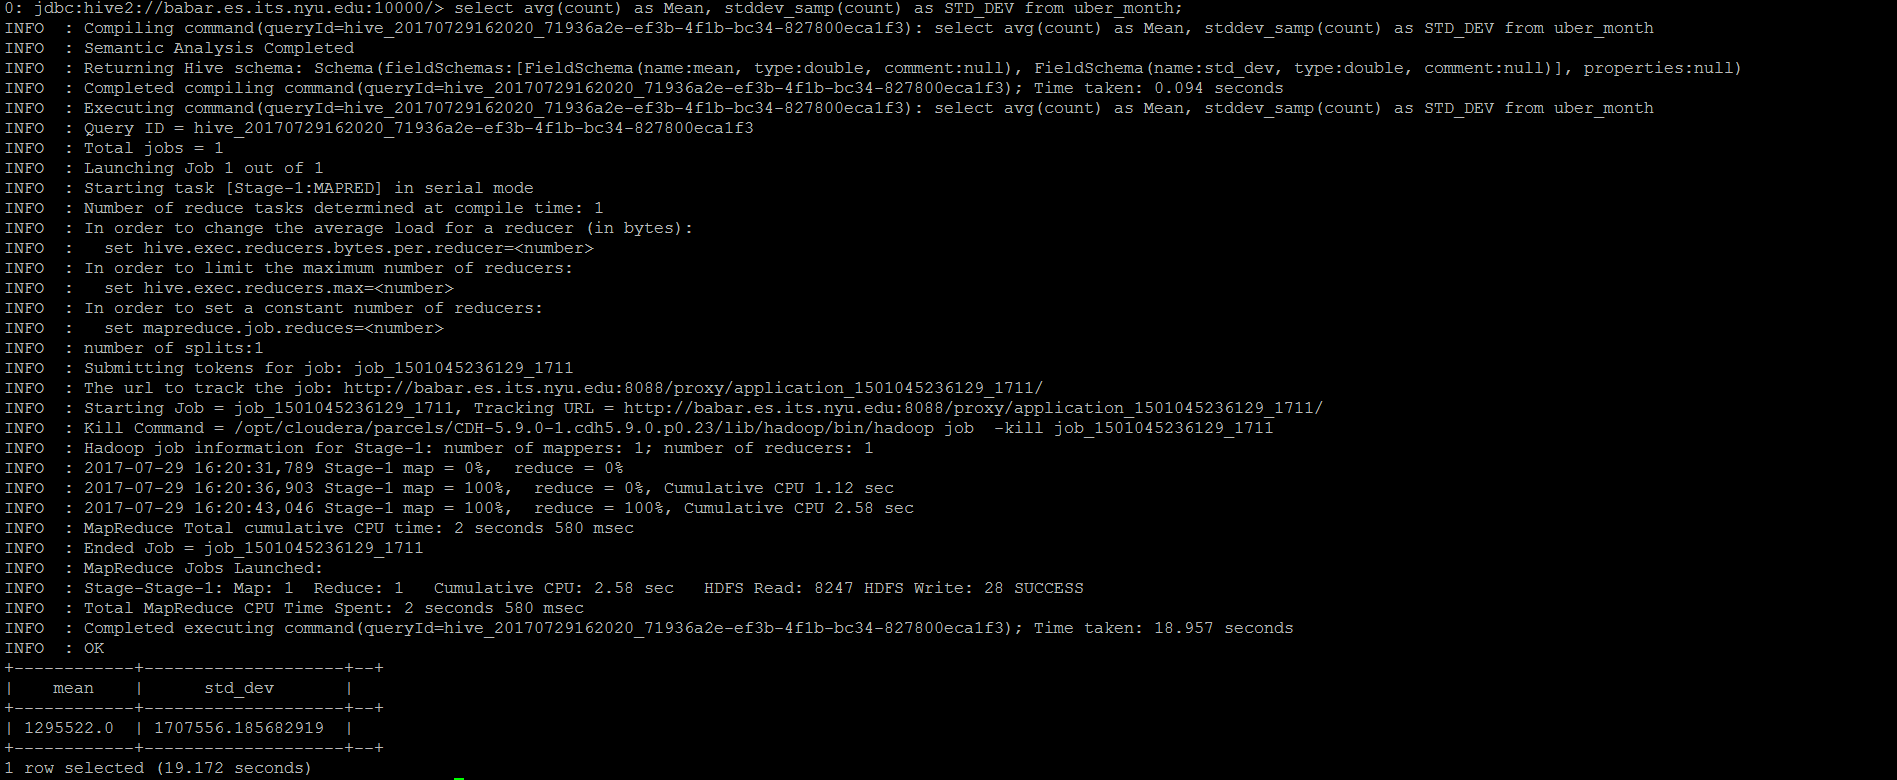 0: jdbc:hive2://babar.es.its.nyu.edu:10000/> select avg(count) as Mean, stddev_samp(count) as STD_DEV from uber_month;
INFO  : Compiling command(queryId=hive_20170729162020_71936a2e-ef3b-4f1b-bc34-827800eca1f3): select avg(count) as Mean, stddev_samp(count) as STD_DEV from uber_month
INFO  : Semantic Analysis Completed
INFO  : Returning Hive schema: Schema(fieldSchemas:[FieldSchema(name:mean, type:double, comment:null), FieldSchema(name:std_dev, type:double, comment:null)], properties:null)
INFO  : Completed compiling command(queryId=hive_20170729162020_71936a2e-ef3b-4f1b-bc34-827800eca1f3); Time taken: 0.094 seconds
INFO  : Executing command(queryId=hive_20170729162020_71936a2e-ef3b-4f1b-bc34-827800eca1f3): select avg(count) as Mean, stddev_samp(count) as STD_DEV from uber_month
INFO  : Query ID = hive_20170729162020_71936a2e-ef3b-4f1b-bc34-827800eca1f3
INFO  : Total jobs = 1
INFO  : Launching Job 1 out of 1
INFO  : Starting task [Stage-1:MAPRED] in serial mode
INFO  : Number of reduce tasks determined at compile time: 1
INFO  : In order to change the average load for a reducer (in bytes):
INFO  :   set hive.exec.reducers.bytes.per.reducer=<number>
INFO  : In order to limit the maximum number of reducers:
INFO  :   set hive.exec.reducers.max=<number>
INFO  : In order to set a constant number of reducers:
INFO  :   set mapreduce.job.reduces=<number>
INFO  : number of splits:1
INFO  : Submitting tokens for job: job_1501045236129_1711
INFO  : The url to track the job: http://babar.es.its.nyu.edu:8088/proxy/application_1501045236129_1711/
INFO  : Starting Job = job_1501045236129_1711, Tracking URL = http://babar.es.its.nyu.edu:8088/proxy/application_1501045236129_1711/
INFO  : Kill Command = /opt/cloudera/parcels/CDH-5.9.0-1.cdh5.9.0.p0.23/lib/hadoop/bin/hadoop job  -kill job_1501045236129_1711
INFO  : Hadoop job information for Stage-1: number of mappers: 1; number of reducers: 1
INFO  : 2017-07-29 16:20:31,789 Stage-1 map = 0%,  reduce = 0%
INFO  : 2017-07-29 16:20:36,903 Stage-1 map = 100%,  reduce = 0%, Cumulative CPU 1.12 sec
INFO  : 2017-07-29 16:20:43,046 Stage-1 map = 100%,  reduce = 100%, Cumulative CPU 2.58 sec
INFO  : MapReduce Total cumulative CPU time: 2 seconds 580 msec
INFO  : Ended Job = job_1501045236129_1711
INFO  : MapReduce Jobs Launched:
INFO  : Stage-Stage-1: Map: 1  Reduce: 1   Cumulative CPU: 2.58 sec   HDFS Read: 8247 HDFS Write: 28 SUCCESS
INFO  : Total MapReduce CPU Time Spent: 2 seconds 580 msec
INFO  : Completed executing command(queryId=hive_20170729162020_71936a2e-ef3b-4f1b-bc34-827800eca1f3); Time taken: 18.957 seconds
INFO  : OK
+------------+--------------------+--+
|    mean    |      std_dev       |
+------------+--------------------+--+
| 1295522.0  | 1707556.185682919  |
+------------+--------------------+--+
1 row selected (19.172 seconds)